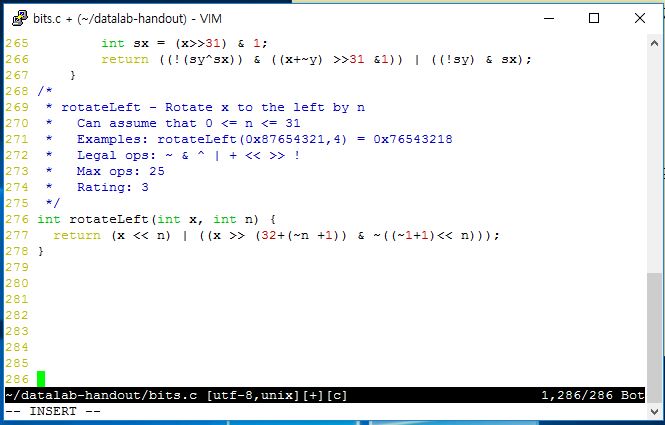 bits.c + (~/datalab-handout) - VIM
265         int sx = (x>>31) & 1;
266         return ((!(sy^sx)) & ((x+~y) >>31 &1)) | ((!sy) & sx);
267     }
268 /*
269  * rotateLeft - Rotate x to the left by n
270  *   Can assume that 0 <= n <= 31
271  *   Examples: rotateLeft(0x87654321,4) = 0x76543218
272  *   Legal ops: ~ & ^ | + << >> !
273  *   Max ops: 25
274  *   Rating: 3
275  */
276 int rotateLeft(int x, int n) {
277   return (x << n) | ((x >> (32+(~n +1)) & ~((~1+1)<< n)));
278 }
279
280
281
282
283
284
285
286
~/datalab-handout/bits.c [utf-8,unix][+][c]                        1,286/286 Bot
-- INSERT --